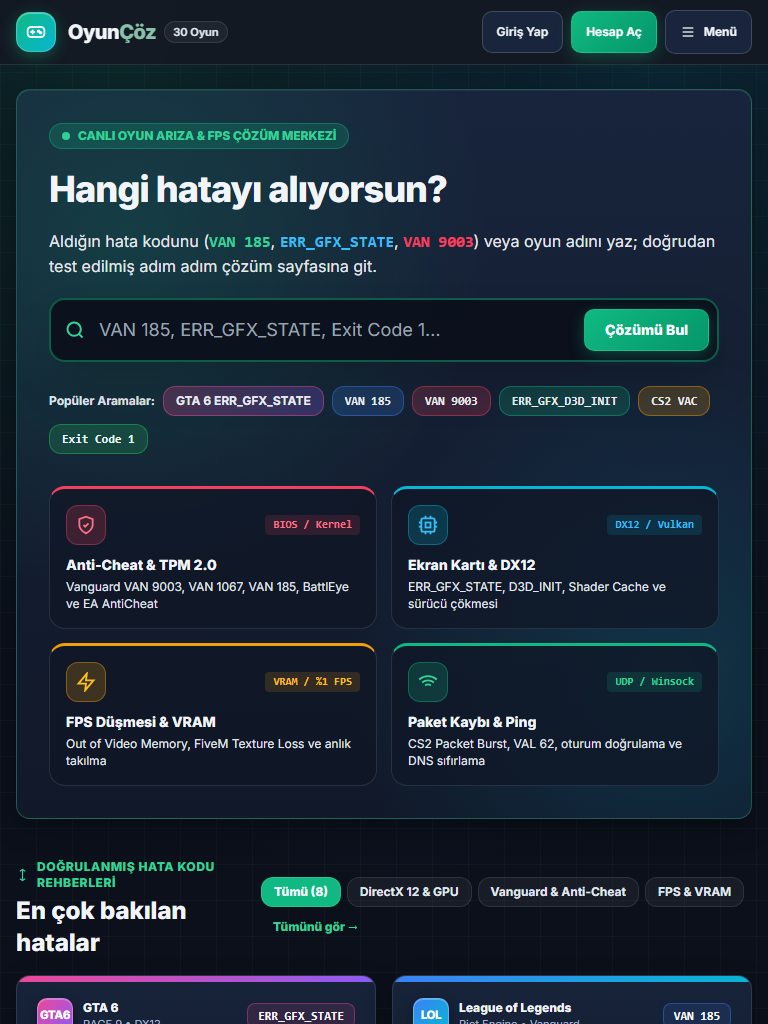 OyunÇöz
30 Oyun
Giriş Yap
Hesap Aç
Menü
CANLI OYUN ARIZA & FPS ÇÖZÜM MERKEZİ
Hangi hatayı alıyorsun?
Aldığın hata kodunu (VAN 185, ERR_GFX_STATE, VAN 9003) veya oyun adını yaz; doğrudan
test edilmiş adım adım çözüm sayfasına git.
VAN 185, ERR_GFX_STATE, Exit Code 1...
Çözümü Bul
Popüler Aramalar:
GTA 6 ERR_GFX_STATE
VAN 185
VAN 9003
ERR_GFX_D3D_INIT
CS2 VAC
Exit Code 1
BIOS / Kernel
Anti-Cheat & TPM 2.0
Vanguard VAN 9003, VAN 1067, VAN 185, BattlEye
ve EA AntiCheat
DX12 / Vulkan
Ekran Kartı & DX12
ERR_GFX_STATE, D3D_INIT, Shader Cache ve
sürücü çökmesi
VRAM / %1 FPS
FPS Düşmesi & VRAM
Out of Video Memory, FiveM Texture Loss ve anlık
takılma
UDP / Winsock
Paket Kaybı & Ping
CS2 Packet Burst, VAL 62, oturum doğrulama ve
DNS sıfırlama
DOĞRULANMIŞ HATA KODU
REHBERLERİ
En çok bakılan
hatalar
Tümü (8)
DirectX 12 & GPU
Vanguard & Anti-Cheat
FPS & VRAM
Tümünü gör →
GTA6
GTA 6
RAGE 9 • DX12
ERR_GFX_STATE
LOL
League of Legends
Riot Engine • Vanguard
VAN 185